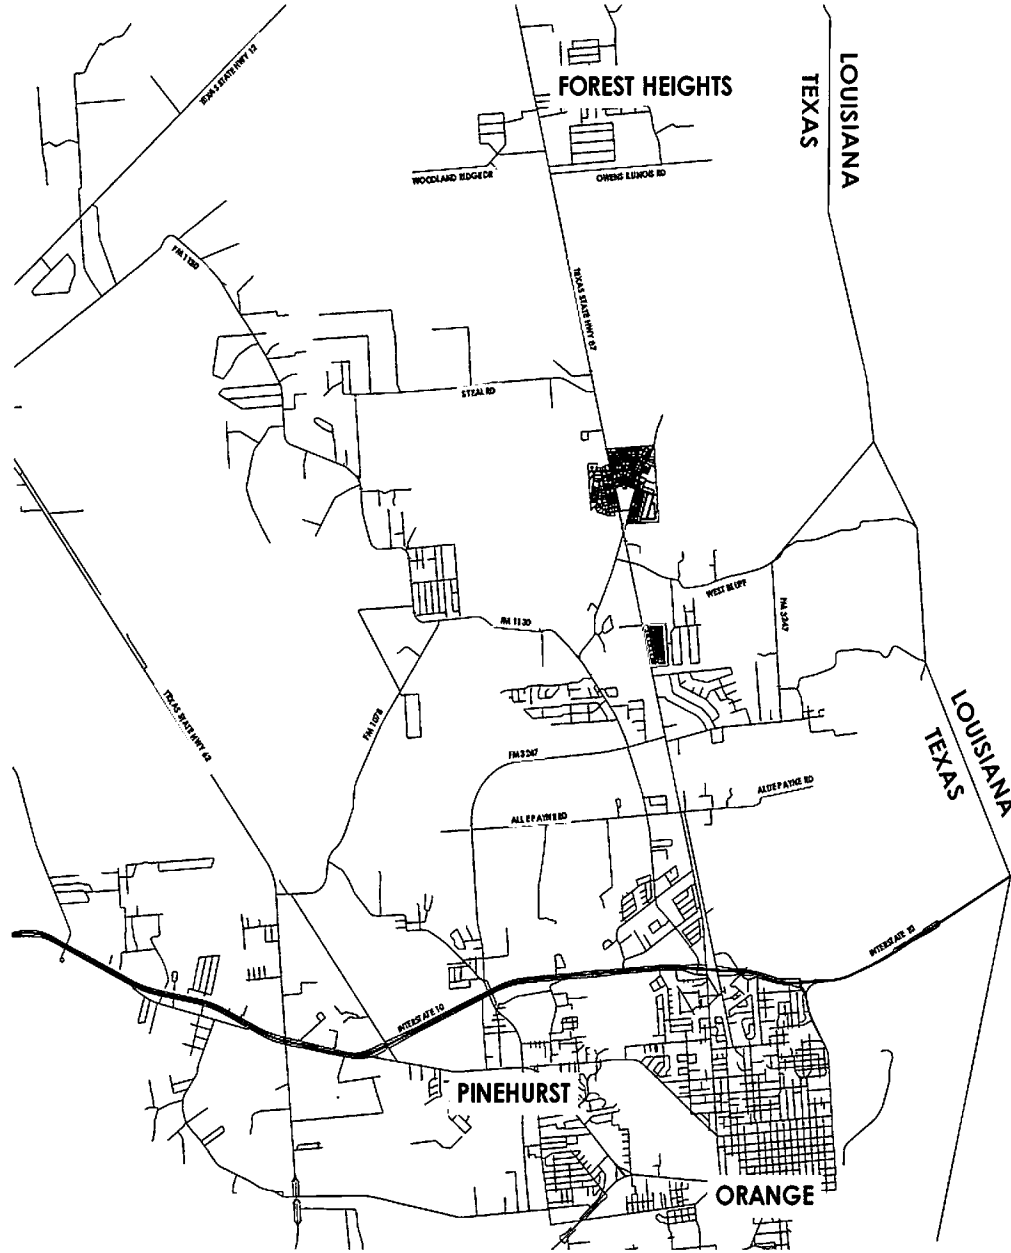 TEXAS STATE HWY 12
FOREST HEIGHTS
LOUISIANA
TEXAS
WOODLAND RIDGE DR
OWENS ILLINOIS RD
FM 1130
TEXAS STATE HWY 87
STEAL RD
WEST BLUFF
FM 3247
FM 1130
TEXAS STATE HWY 62
FM 1078
FM 3247
LOUISIANA
TEXAS
ALLIE PAYNE RD
ALLIE PAYNE RD
INTERSTATE 10
INTERSTATE 10
PINEHURST
ORANGE